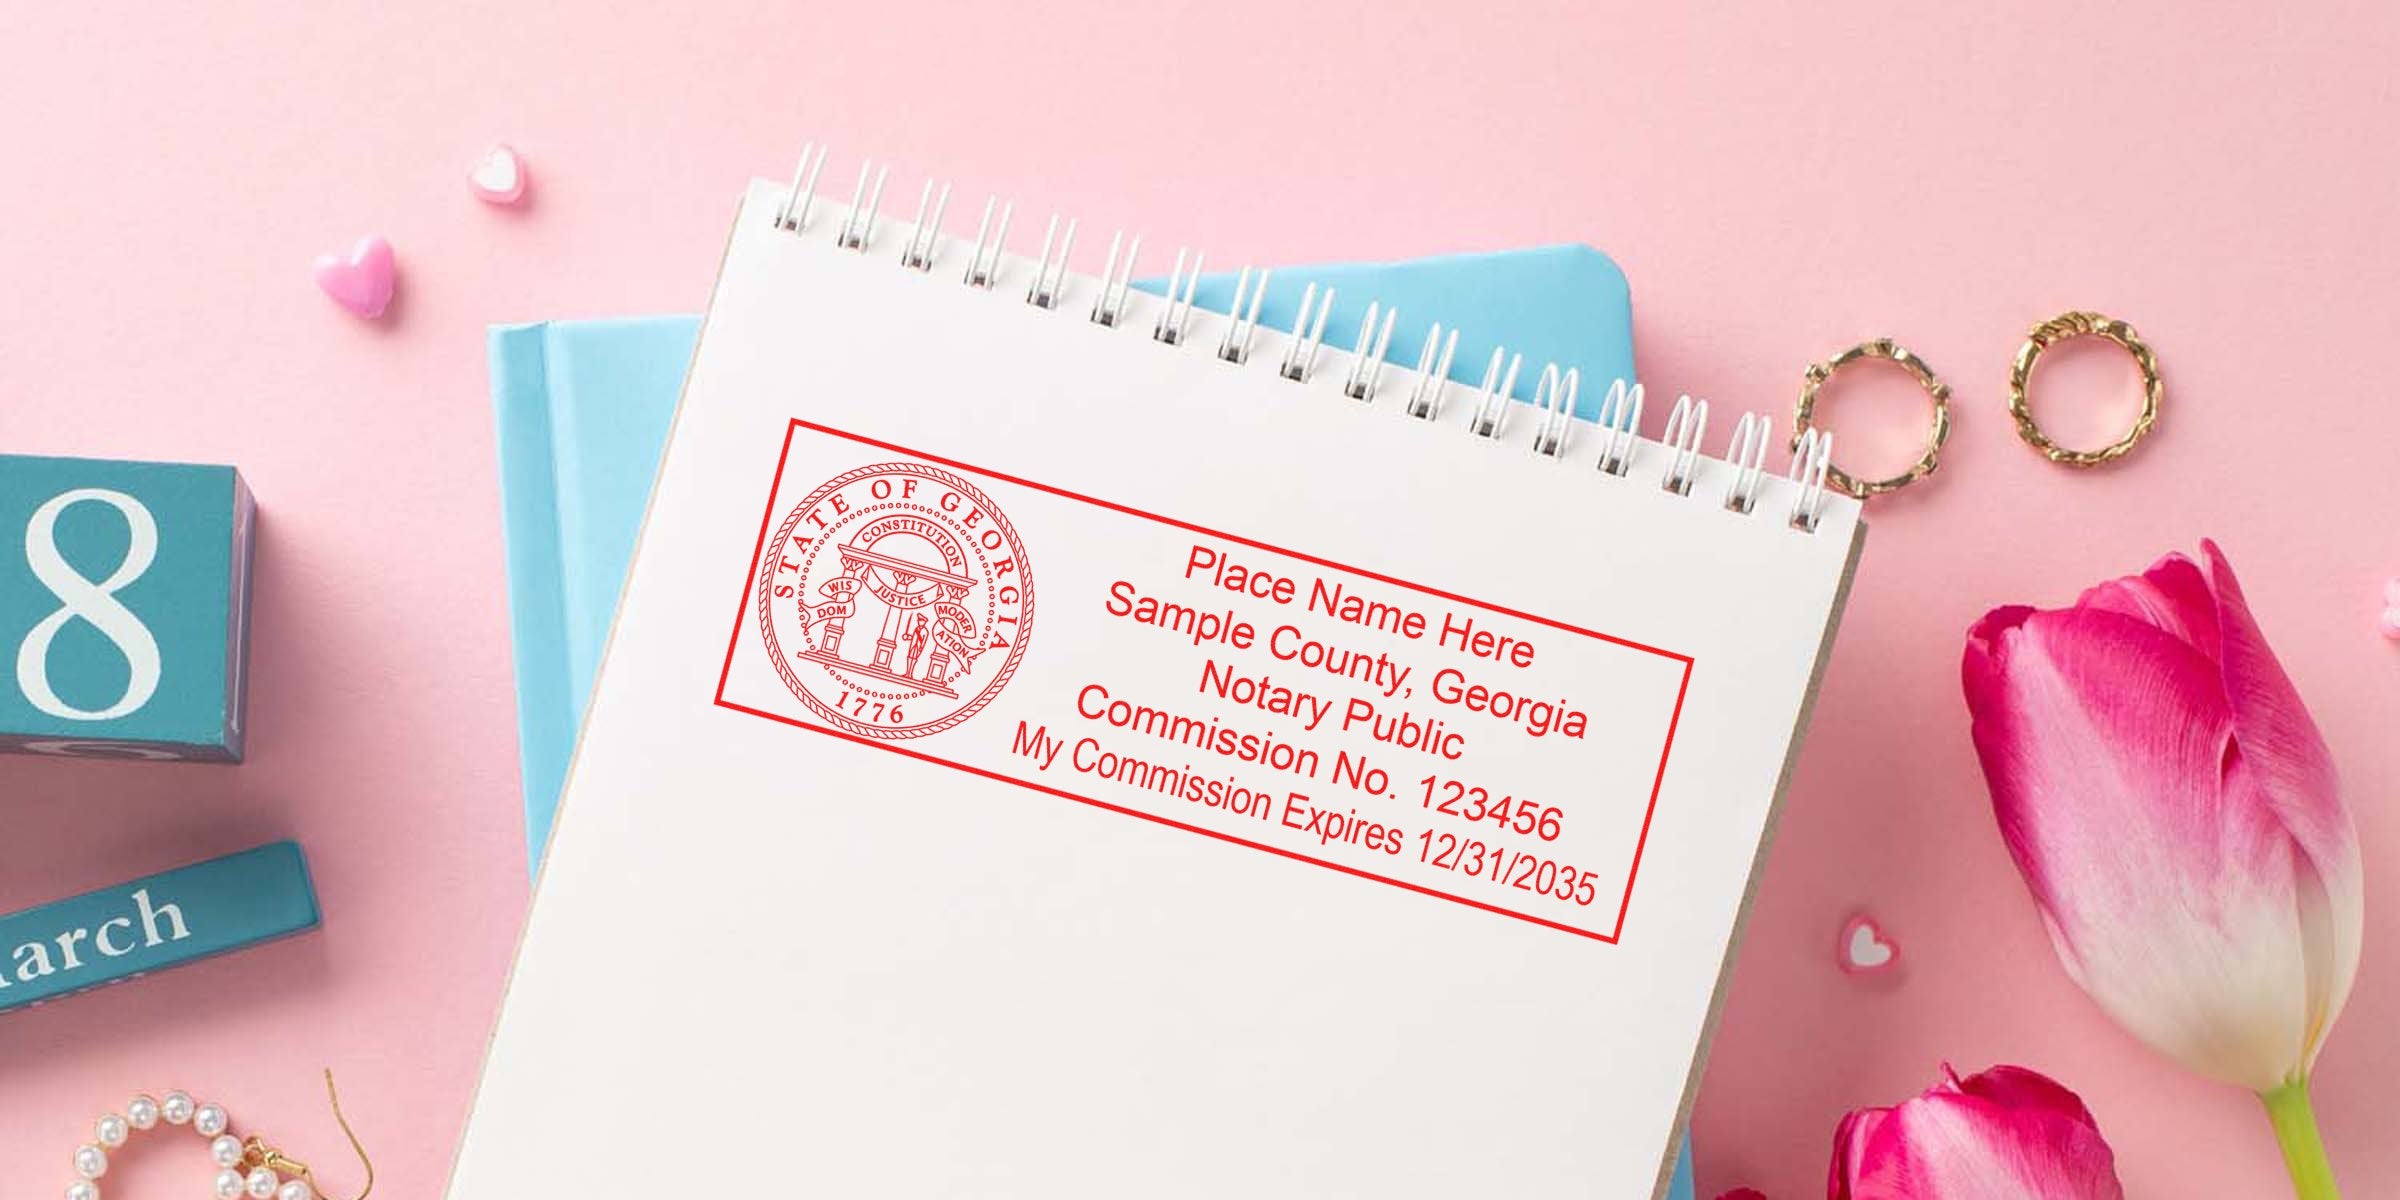 8
arch
STATE OF GEORGIA
CONSTITUTION
WIS
DOM
JUSTICE
MODER
ATION
1776
Place Name Here
Sample County, Georgia
Notary Public
Commission No. 123456
My Commission Expires 12/31/2035